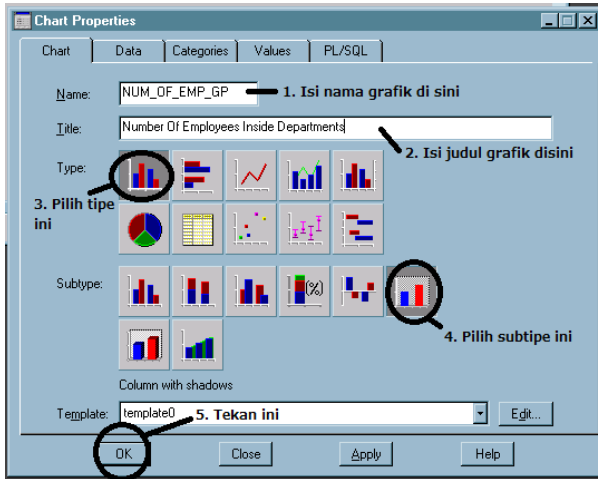 Chart Properties
Chart Data Categories Values PL/SQL
Name: NUM_OF_EMP_GP 1. Isi nama grafik di sini
Title: Number Of Employees Inside Departments
2. Isi judul grafik disini
Type:
3. Pilih tipe
ini
Subtype:
(%)
4. Pilih subtipe ini
Column with shadows
Template: template0 5. Tekan ini Edit...
OK Close Apply Help